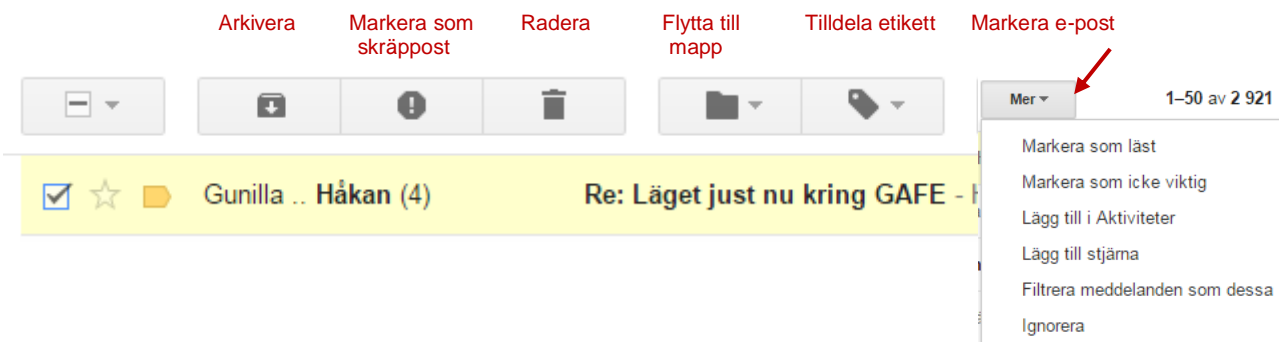 Arkivera
Markera som
skräppost
Radera
Flytta till
mapp
Tilldela etikett
Markera e-post
Mer
1–50 av 2 921
Gunilla .. Håkan (4)
Re: Läget just nu kring GAFE -
Markera som läst
Markera som icke viktig
Lägg till i Aktiviteter
Lägg till stjärna
Filtrera meddelanden som dessa
Ignorera